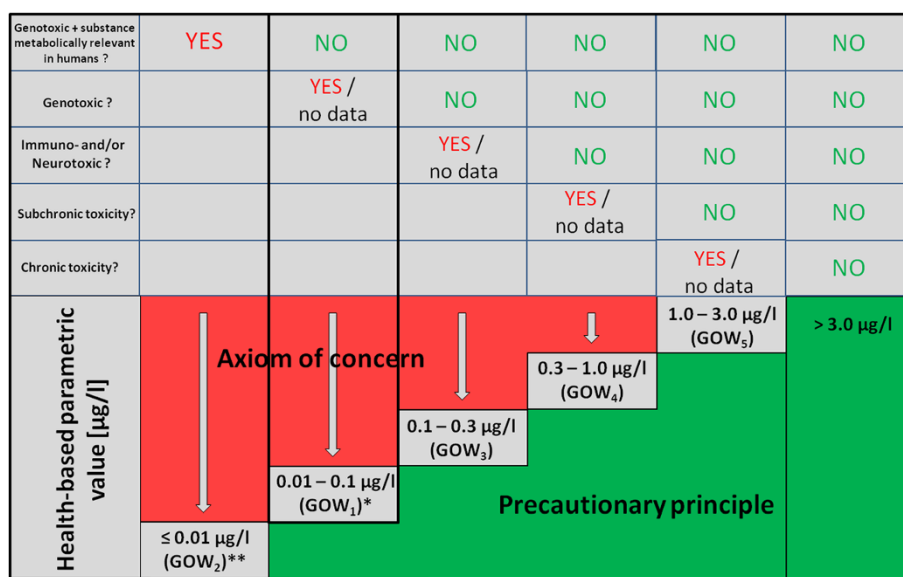 Genotoxic + substance
metabolically relevant
in humans ?
YES
NO
NO
NO
NO
NO
Genotoxic ?
YES /
no data
NO
NO
NO
NO
Immuno- and/or
Neurotoxic ?
YES /
no data
NO
NO
NO
Subchronic toxicity?
YES /
no data
NO
NO
Chronic toxicity?
YES /
no data
NO
Health-based parametric
value [µg/l]
Axiom of concern
1.0 – 3.0 µg/l
(GOW₅)
> 3.0 µg/l
0.3 – 1.0 µg/l
(GOW₄)
0.1 – 0.3 µg/l
(GOW₃)
0.01 – 0.1 µg/l
(GOW₁)*
Precautionary principle
≤ 0.01 µg/l
(GOW₂)**